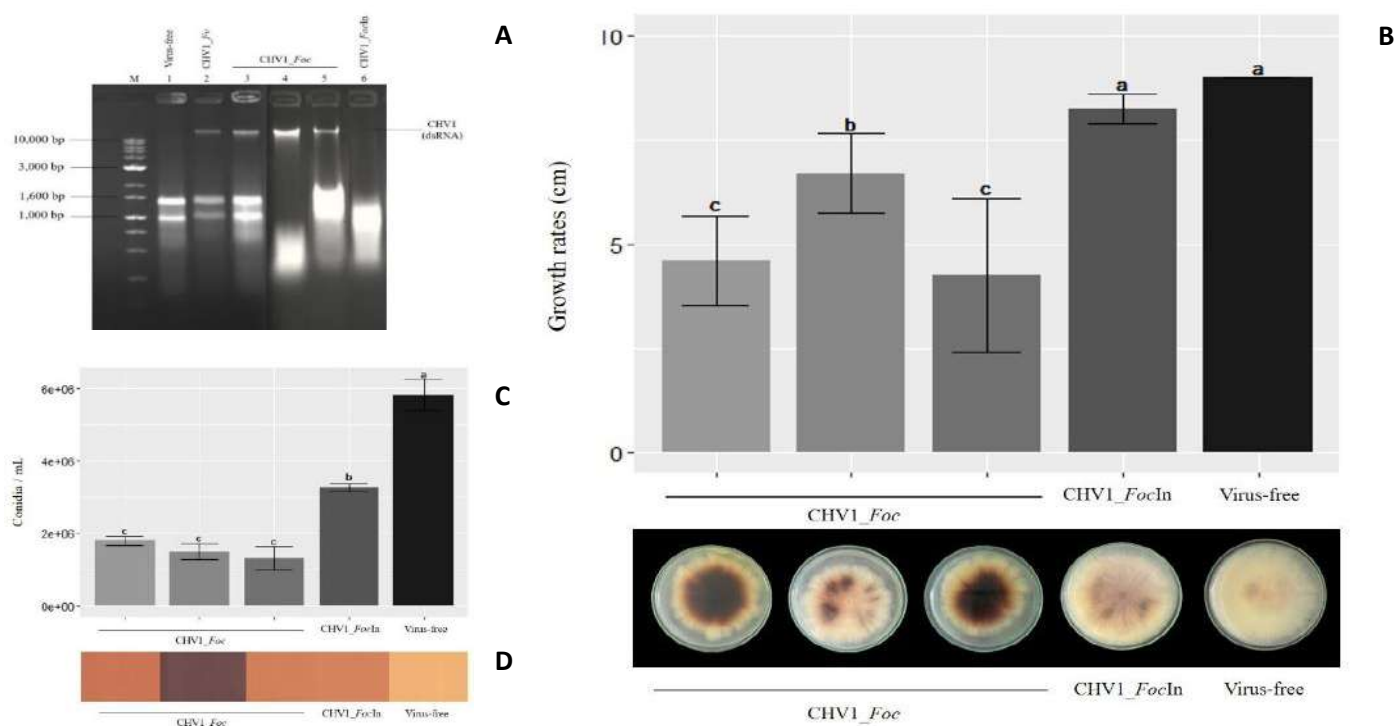 A
Virus-free
CHV1_Fv
CHV1_Foc
CHV1_FocIn
M 1 2 3 4 5 6
CHV1
(dsRNA)
10,000 bp
3,000 bp
1,600 bp
1,000 bp
B
10
5
0
Growth rates (cm)
c b c a a
CHV1_FocIn Virus-free
CHV1_Foc
CHV1_FocIn Virus-free
CHV1_Foc
C
6e+06
4e+06
2e+06
0e+00
Conidia / mL
c c c b a
CHV1_FocIn Virus-free
CHV1_Foc
D
CHV1_FocIn Virus-free
CHV1_Foc